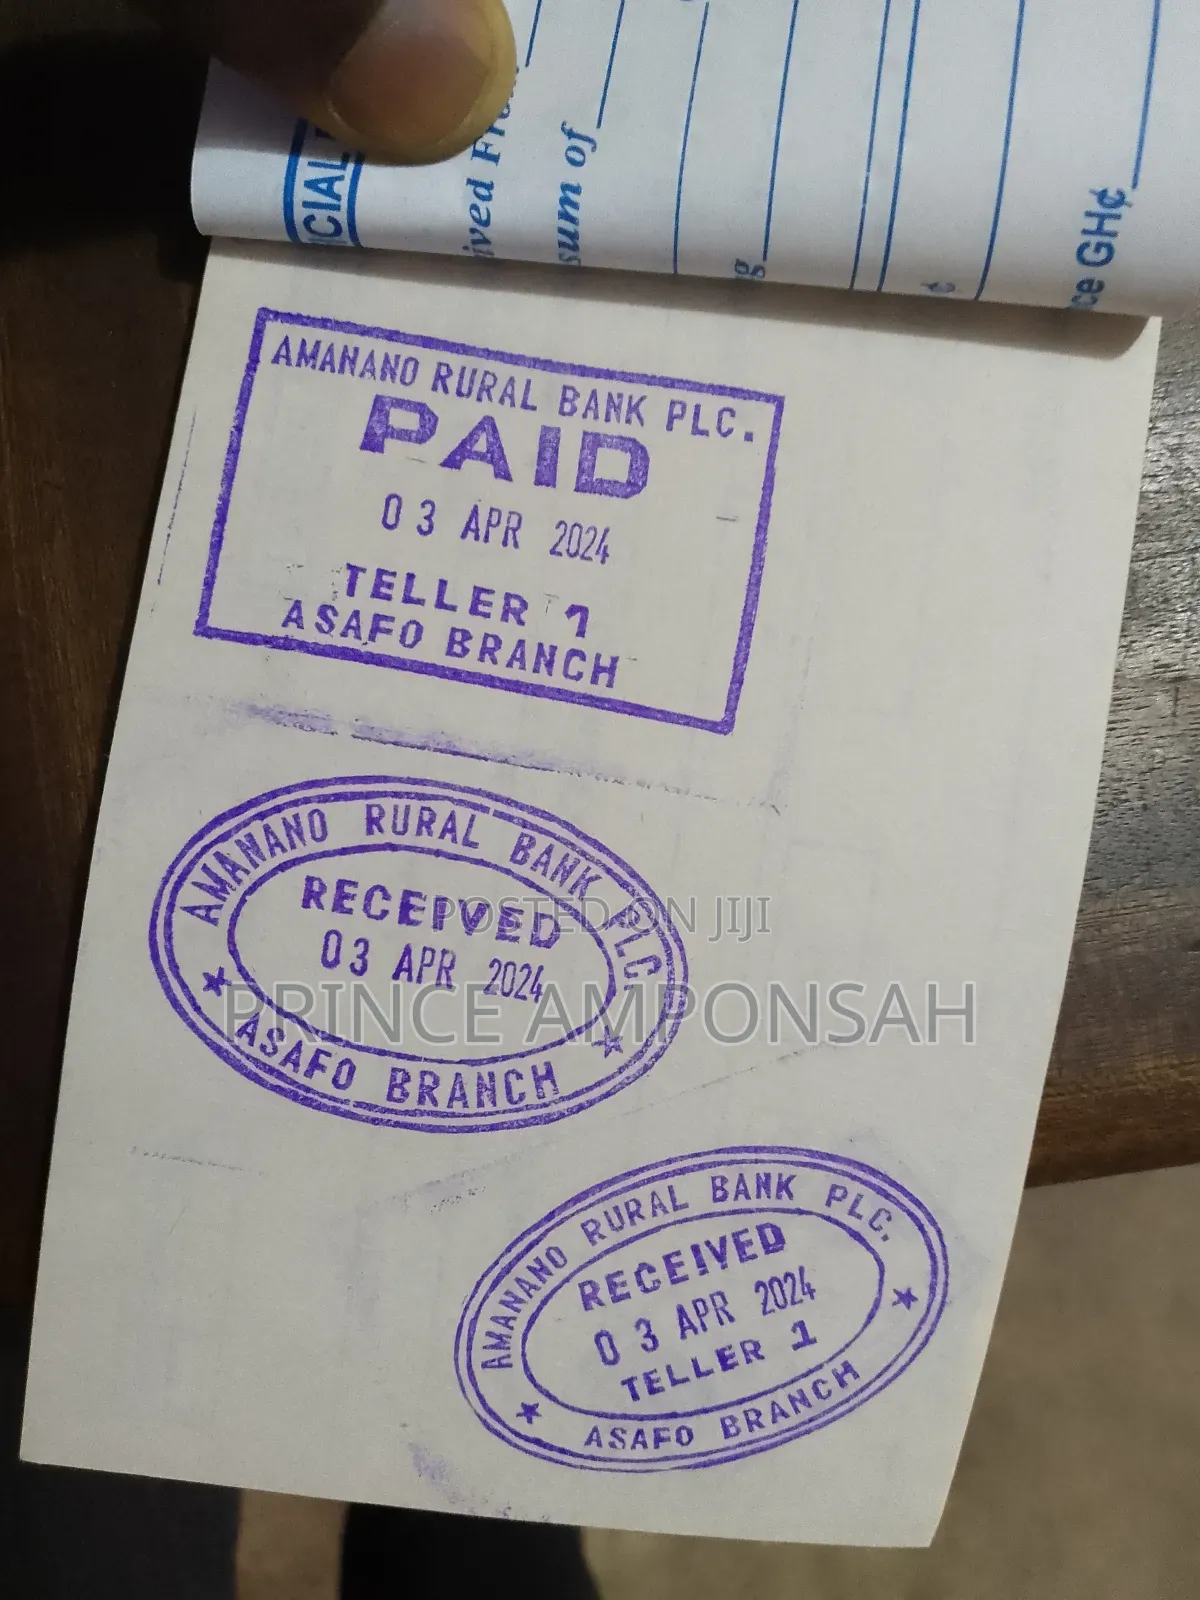 CIAL
ived Fro
sum of
g
¢
ce GH¢
AMANANO RURAL BANK PLC.
PAID
03 APR 2024
TELLER 1
ASAFO BRANCH
AMANANO RURAL BANK PLC.
RECEIVED
03 APR 2024
★ ★
ASAFO BRANCH
POSTED ON JIJI
PRINCE AMPONSAH
AMANANO RURAL BANK PLC.
RECEIVED
03 APR 2024
TELLER 1
★ ★
ASAFO BRANCH